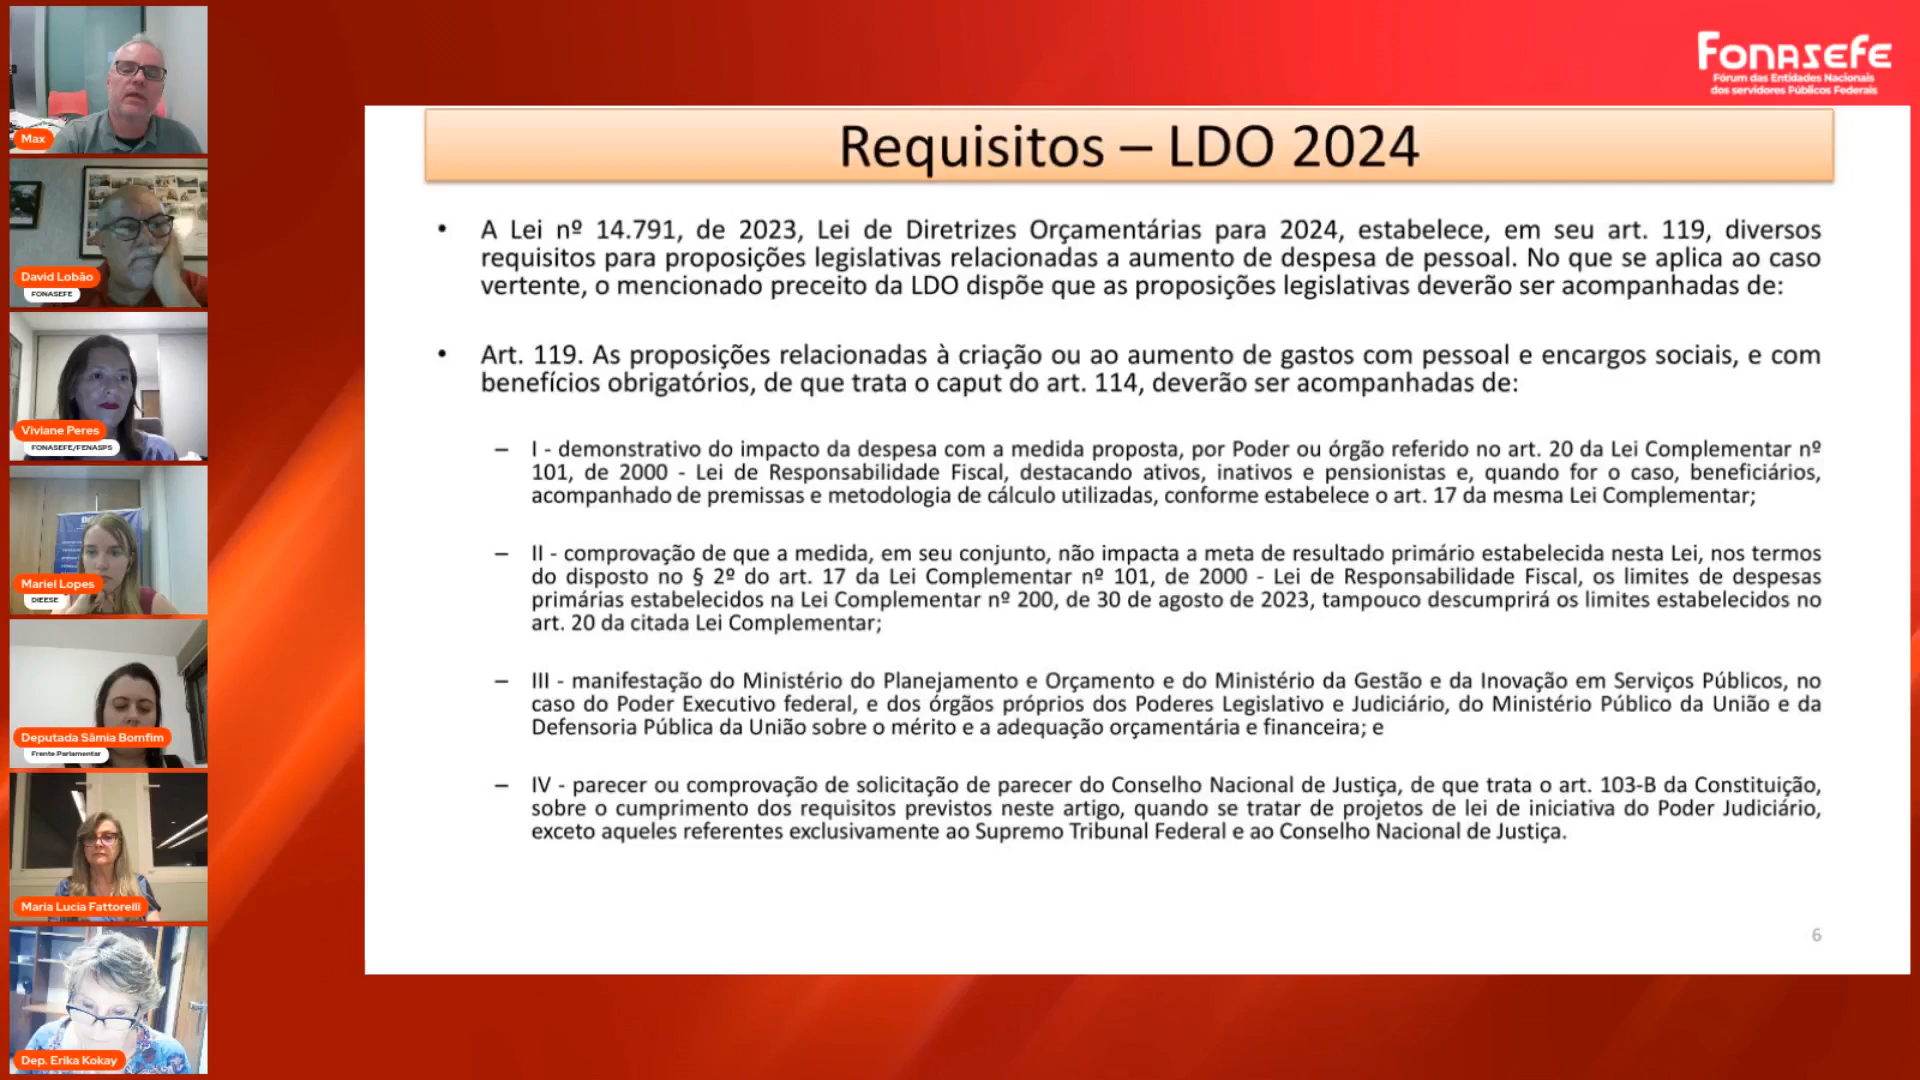 Max
David Lobão
FONASEFE
Viviane Peres
FONASEFE/FENASPS
Mariel Lopes
DIEESE
Deputada Sâmia Bomfim
Frente Parlamentar
Maria Lucia Fattorelli
Dep. Erika Kokay
FONASEFE
Fórum das Entidades Nacionais
dos servidores Públicos Federais
Requisitos – LDO 2024
• A Lei nº 14.791, de 2023, Lei de Diretrizes Orçamentárias para 2024, estabelece, em seu art. 119, diversos
requisitos para proposições legislativas relacionadas a aumento de despesa de pessoal. No que se aplica ao caso
vertente, o mencionado preceito da LDO dispõe que as proposições legislativas deverão ser acompanhadas de:
• Art. 119. As proposições relacionadas à criação ou ao aumento de gastos com pessoal e encargos sociais, e com
benefícios obrigatórios, de que trata o caput do art. 114, deverão ser acompanhadas de:
– I - demonstrativo do impacto da despesa com a medida proposta, por Poder ou órgão referido no art. 20 da Lei Complementar nº
101, de 2000 - Lei de Responsabilidade Fiscal, destacando ativos, inativos e pensionistas e, quando for o caso, beneficiários,
acompanhado de premissas e metodologia de cálculo utilizadas, conforme estabelece o art. 17 da mesma Lei Complementar;
– II - comprovação de que a medida, em seu conjunto, não impacta a meta de resultado primário estabelecida nesta Lei, nos termos
do disposto no § 2º do art. 17 da Lei Complementar nº 101, de 2000 - Lei de Responsabilidade Fiscal, os limites de despesas
primárias estabelecidos na Lei Complementar nº 200, de 30 de agosto de 2023, tampouco descumprirá os limites estabelecidos no
art. 20 da citada Lei Complementar;
– III - manifestação do Ministério do Planejamento e Orçamento e do Ministério da Gestão e da Inovação em Serviços Públicos, no
caso do Poder Executivo federal, e dos órgãos próprios dos Poderes Legislativo e Judiciário, do Ministério Público da União e da
Defensoria Pública da União sobre o mérito e a adequação orçamentária e financeira; e
– IV - parecer ou comprovação de solicitação de parecer do Conselho Nacional de Justiça, de que trata o art. 103-B da Constituição,
sobre o cumprimento dos requisitos previstos neste artigo, quando se tratar de projetos de lei de iniciativa do Poder Judiciário,
exceto aqueles referentes exclusivamente ao Supremo Tribunal Federal e ao Conselho Nacional de Justiça.
6